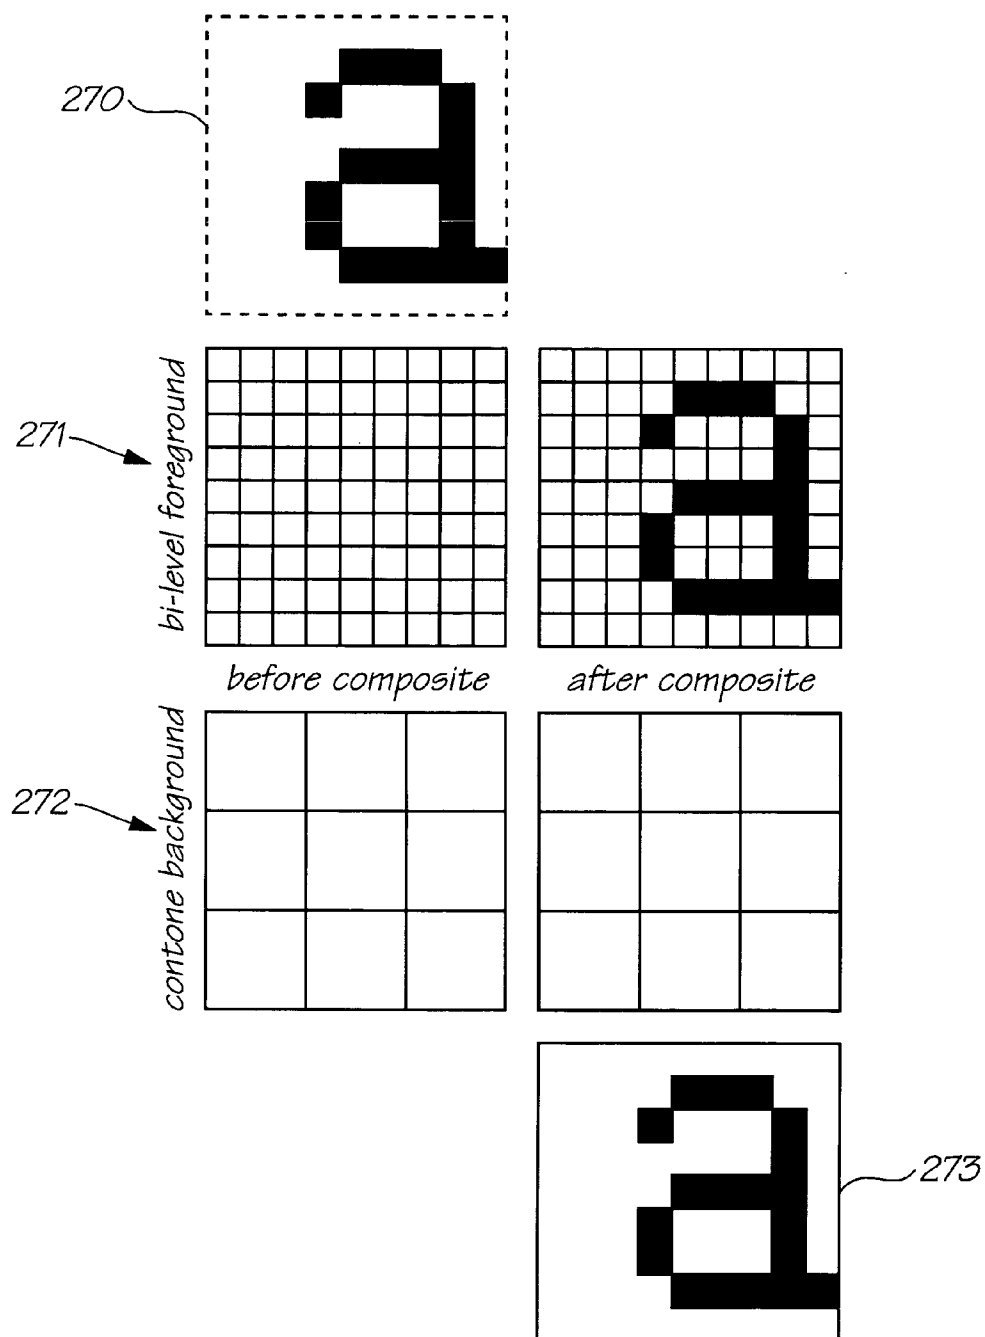 270
a
271
bi-level foreground
a
before composite
after composite
272
contone background
a
273